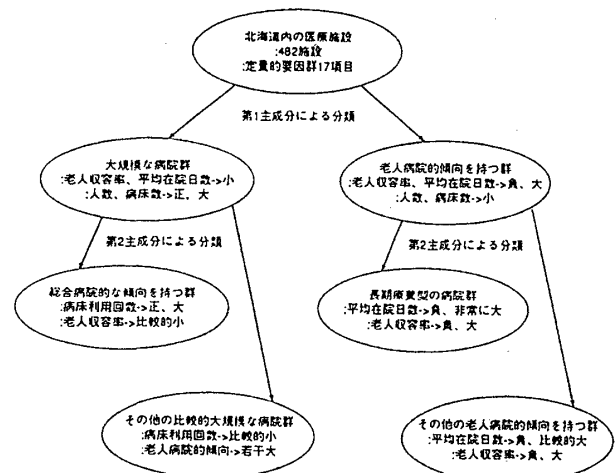 北海道内の医療施設
:482施設
:定量的要因群17項目
第1主成分による分類
大規模な病院群
:老人収容率、平均在院日数->小
:人数、病床数->正、大
老人病院的傾向を持つ群
:老人収容率、平均在院日数->負、大
:人数、病床数->小
第2主成分による分類
第2主成分による分類
総合病院的な傾向を持つ群
:病床利用回数->正、大
:老人収容率->比較的小
長期療養型の病院群
:平均在院日数->負、非常に大
:老人収容率->負、大
その他の比較的大規模な病院群
:病床利用回数->比較的小
:老人病院的傾向->若干大
その他の老人病院的傾向を持つ群
:平均在院日数->負、比較的大
:老人収容率->負、大